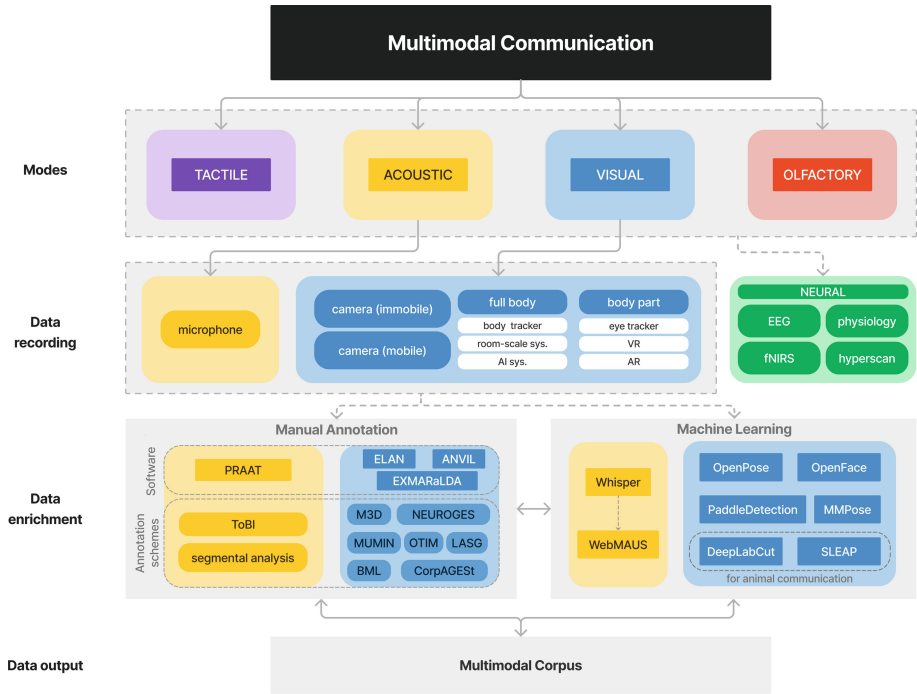 Multimodal Communication
Modes
TACTILE
ACOUSTIC
VISUAL
OLFACTORY
Data
recording
microphone
camera (immobile)
camera (mobile)
full body
body tracker
room-scale sys.
AI sys.
body part
eye tracker
VR
AR
NEURAL
EEG
physiology
fNIRS
hyperscan
Data
enrichment
Manual Annotation
Software
PRAAT
ELAN
ANVIL
EXMARaLDA
Annotation
schemes
ToBI
segmental analysis
M3D
NEUROGES
MUMIN
OTIM
LASG
BML
CorpAGESt
Machine Learning
Whisper
WebMAUS
OpenPose
OpenFace
PaddleDetection
MMPose
DeepLabCut
SLEAP
for animal communication
Data output
Multimodal Corpus